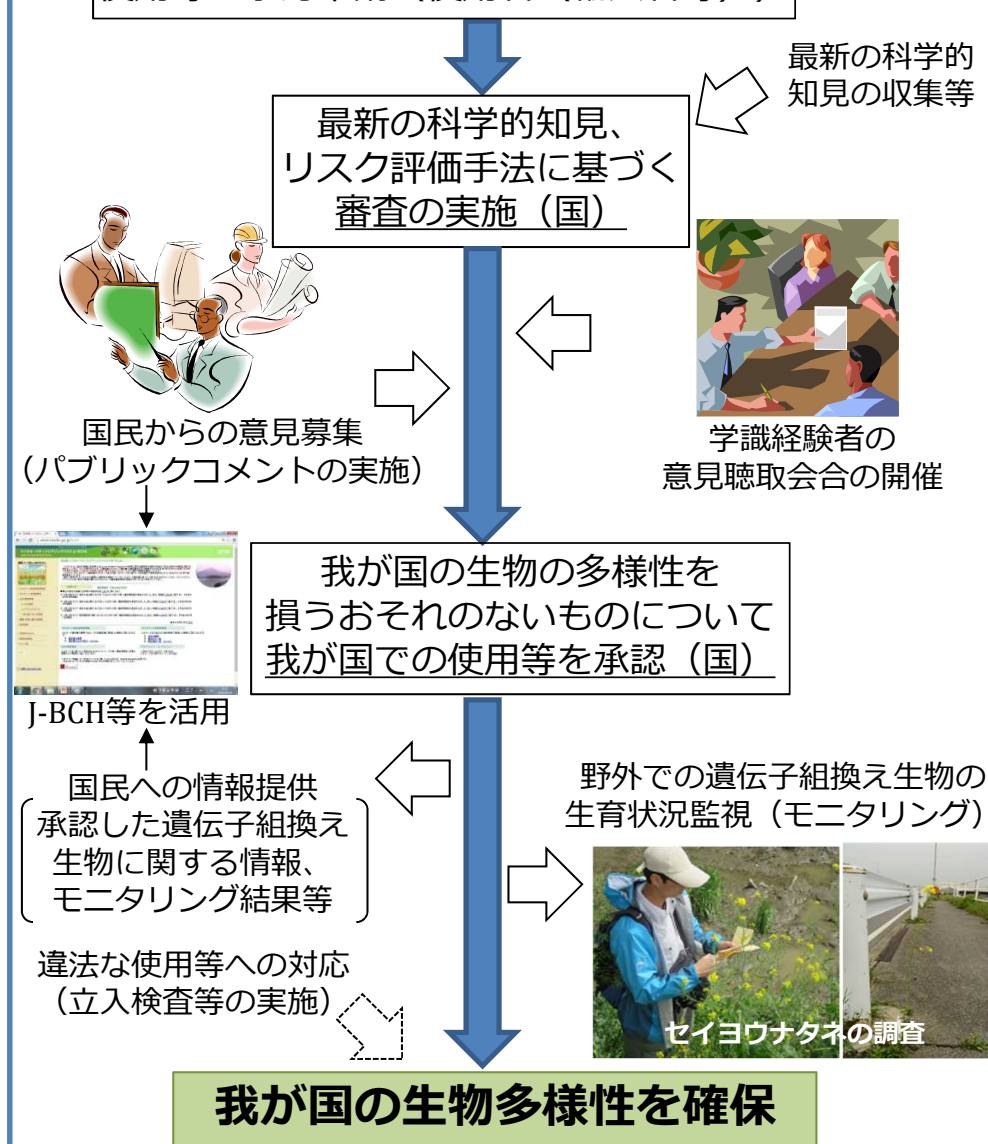 最新の科学的
知見の収集等
最新の科学的知見、
リスク評価手法に基づく
審査の実施（国）
国民からの意見募集
（パブリックコメントの実施）
学識経験者の
意見聴取会合の開催
我が国の生物の多様性を
損うおそれのないものについて
我が国での使用等を承認（国）
J-BCH等を活用
国民への情報提供
承認した遺伝子組換え
生物に関する情報、
モニタリング結果等
野外での遺伝子組換え生物の
生育状況監視（モニタリング）
セイヨウナタネの調査
違法な使用等への対応
（立入検査等の実施）
我が国の生物多様性を確保